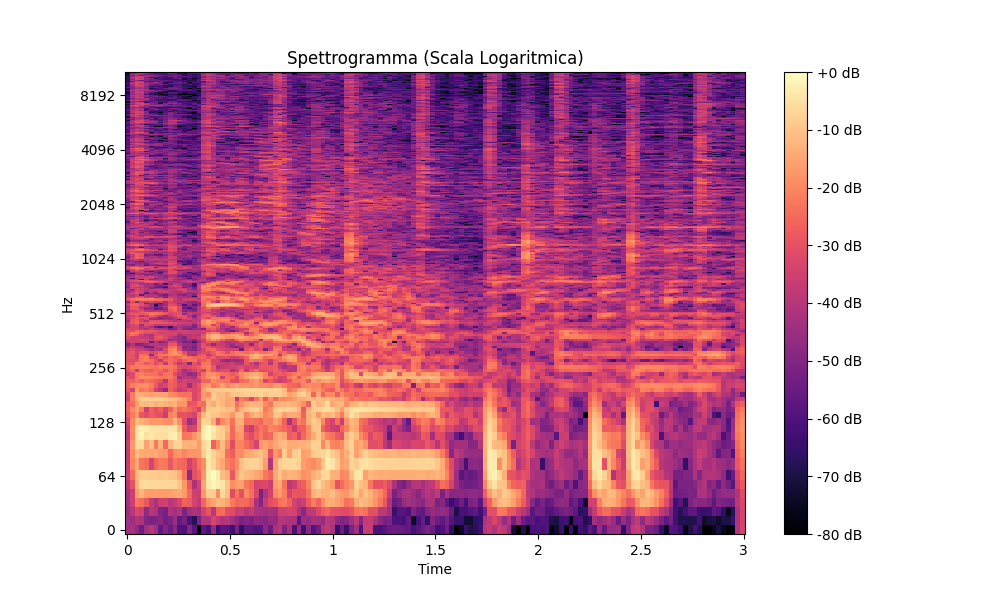 Spettrogramma (Scala Logaritmica)
Hz
8192
4096
2048
1024
512
256
128
64
0
0
0.5
1
1.5
2
2.5
3
Time
+0 dB
-10 dB
-20 dB
-30 dB
-40 dB
-50 dB
-60 dB
-70 dB
-80 dB